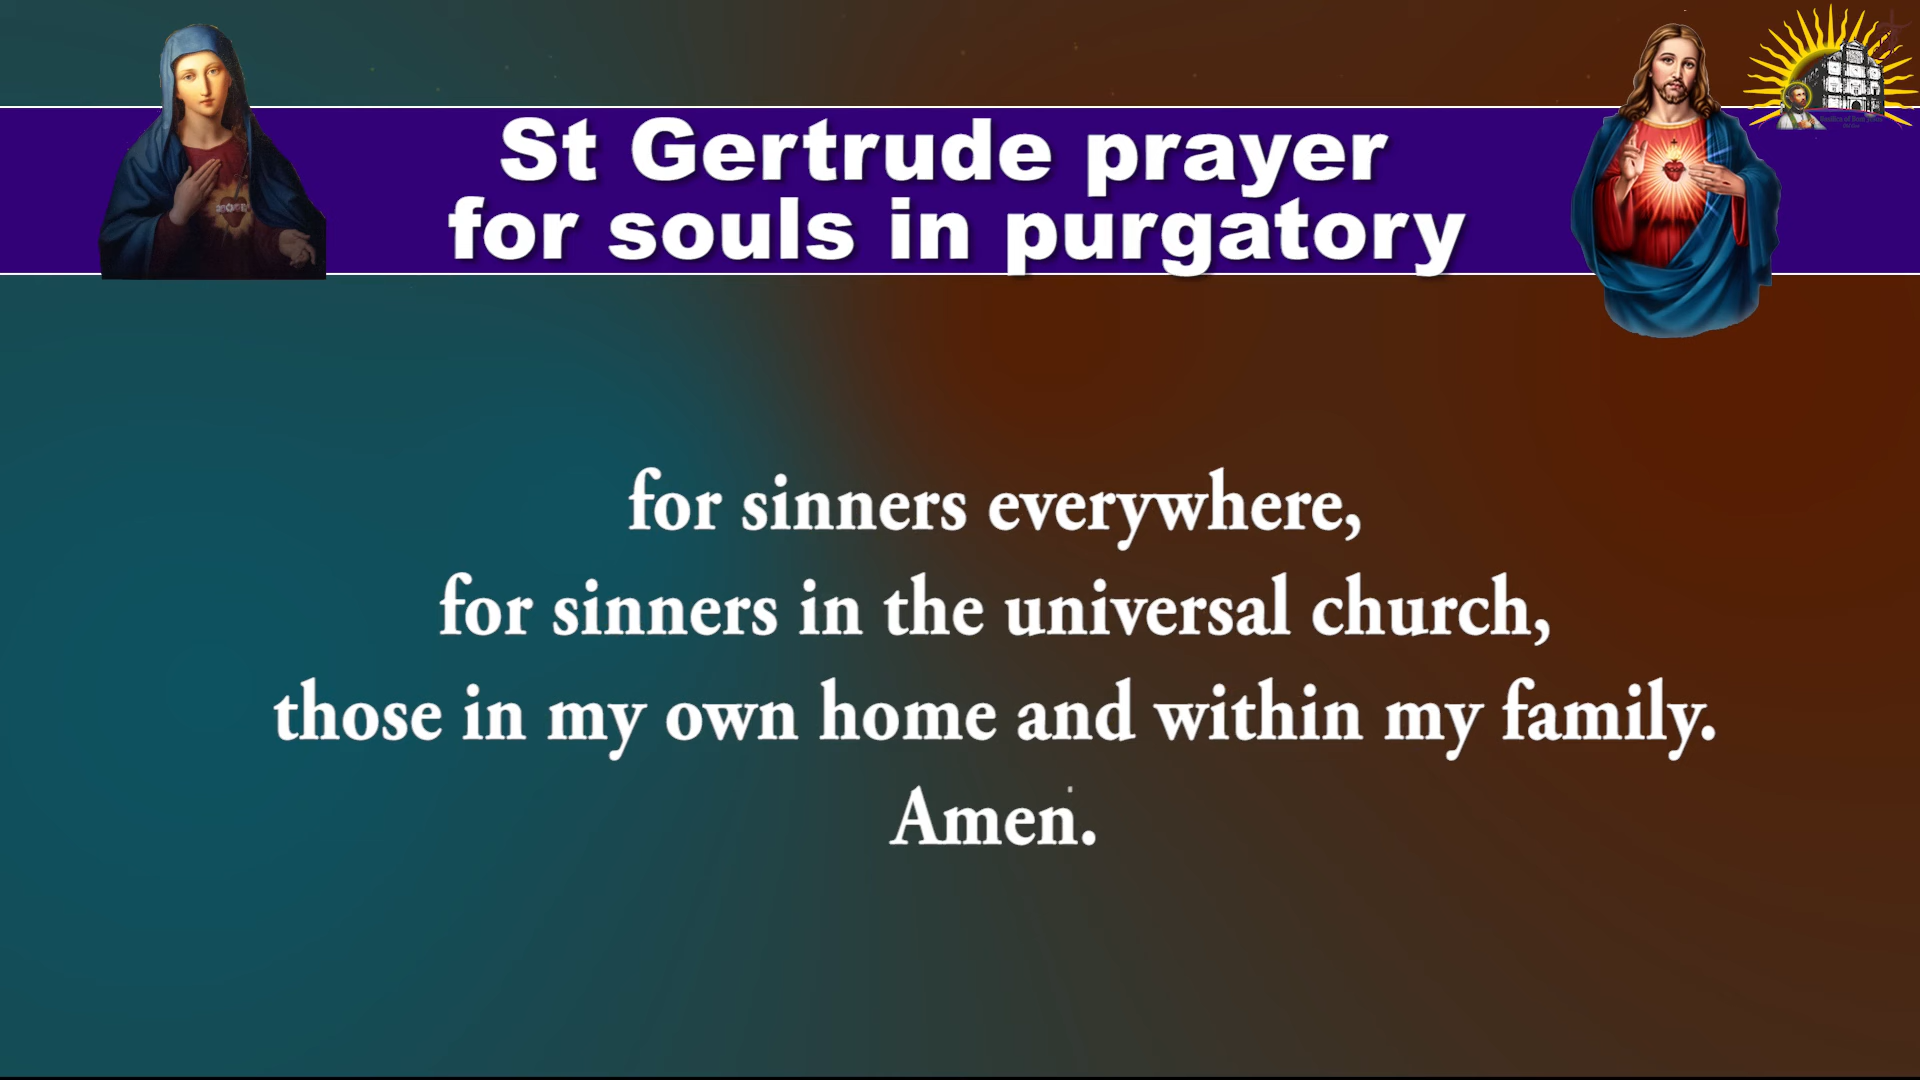 St Gertrude prayer
for souls in purgatory
for sinners everywhere,
for sinners in the universal church,
those in my own home and within my family.
Amen.